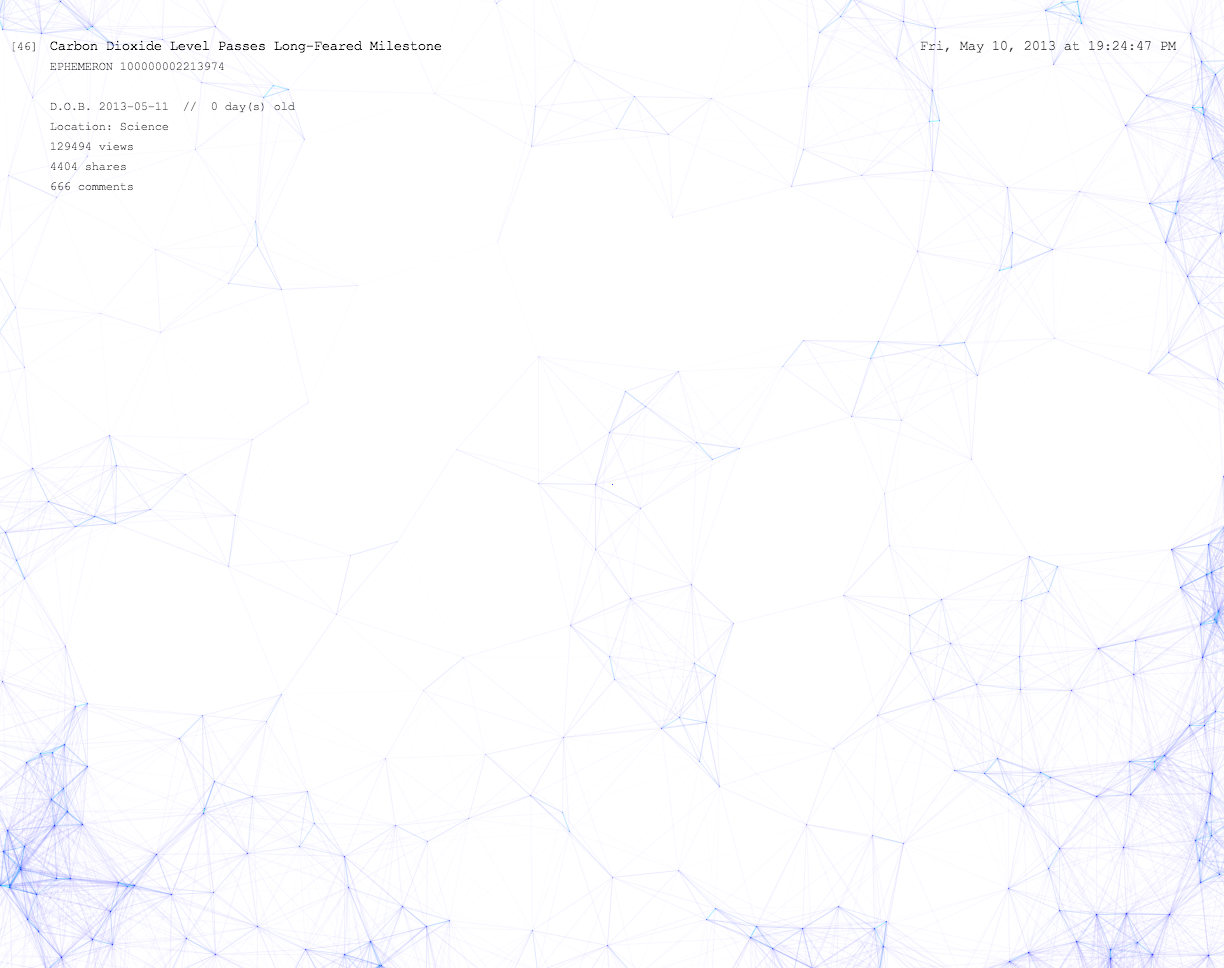 [46] Carbon Dioxide Level Passes Long-Feared Milestone
Fri, May 10, 2013 at 19:24:47 PM
EPHEMERON 100000002213974
D.O.B. 2013-05-11 // 0 day(s) old
Location: Science
129494 views
4404 shares
666 comments